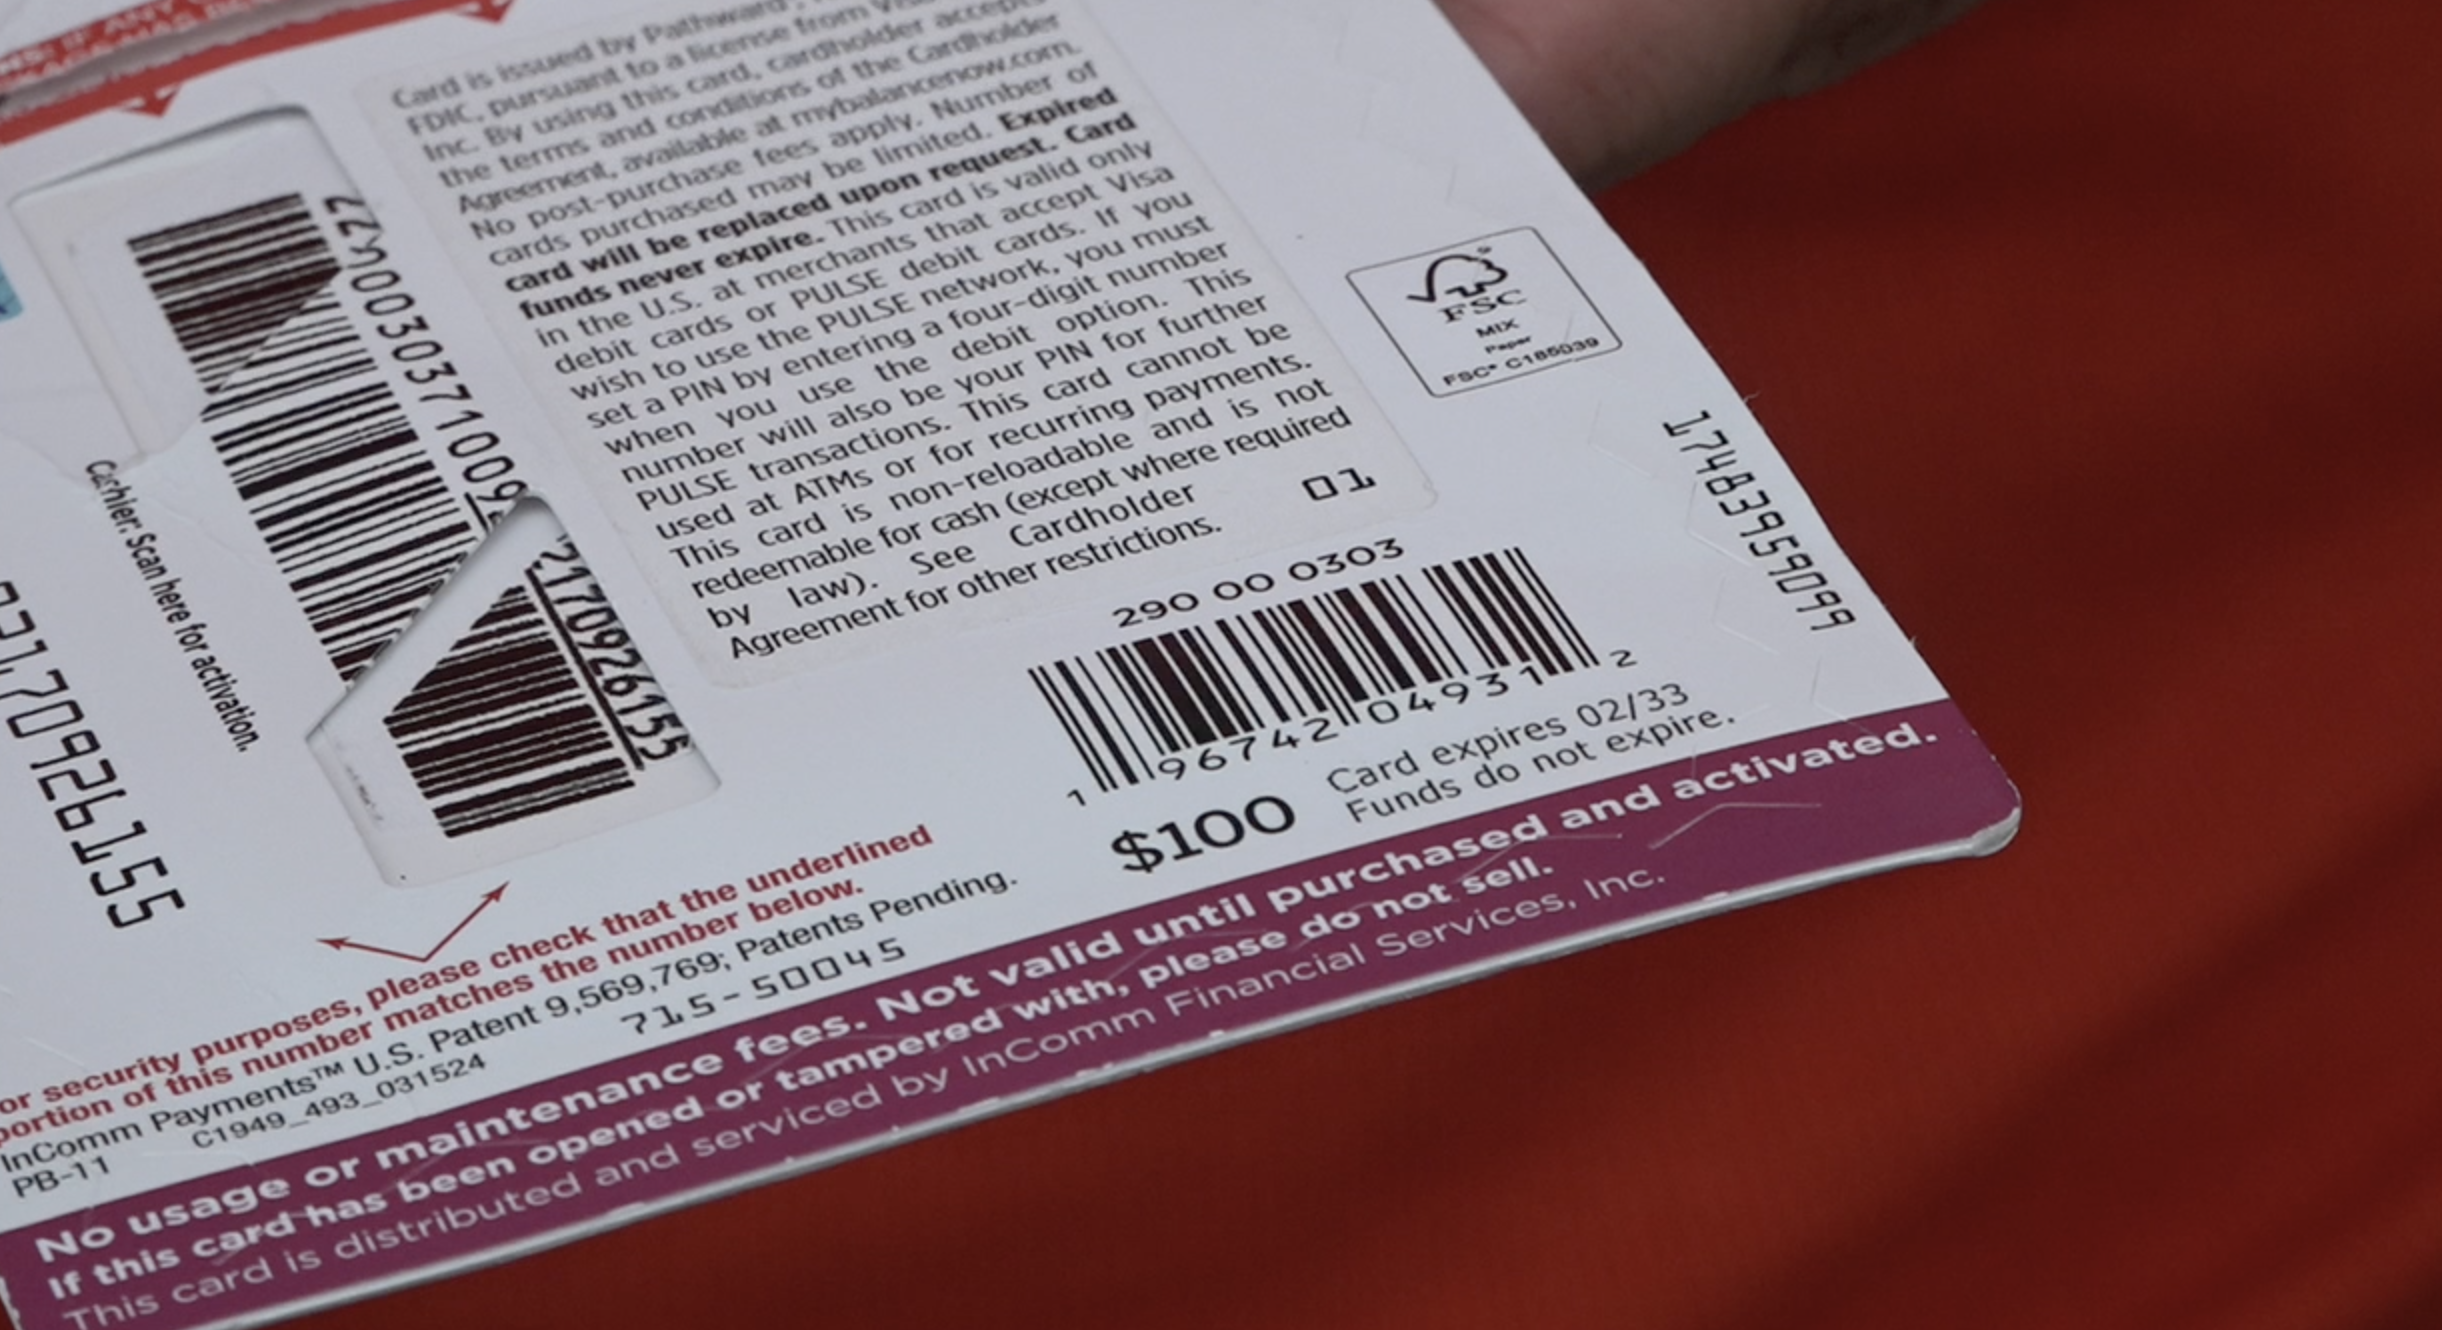 Card is issued by Pathward,
FDIC, pursuant to a license from
Inc. By using this card, cardholder accepts
the terms and conditions of the Cardholder
Agreement, available at mybalancenow.com.
No post-purchase fees apply. Number of
cards purchased may be limited. Expired
card will be replaced upon request. Card
funds never expire. This card is valid only
in the U.S. at merchants that accept Visa
debit cards or PULSE debit cards. If you
wish to use the PULSE network, you must
set a PIN by entering a four-digit number
when you use the debit option. This
number will also be your PIN for further
PULSE transactions. This card cannot be
used at ATMs or for recurring payments.
This card is non-reloadable and is not
redeemable for cash (except where required
by law). See Cardholder
Agreement for other restrictions.
01
FSC
MIX
Paper
FSC® C185039
17483959099
Cashier: Scan here for activation.
2170926155
290 00 0303
1 96742 04931 2
$100
Card expires 02/33
Funds do not expire.
or security purposes, please check that the underlined
portion of this number matches the number below.
InComm Payments™ U.S. Patent 9,569,769; Patents Pending.
PB-11
C1949_493_031524
715-50045
No usage or maintenance fees. Not valid until purchased and activated.
If this card has been opened or tampered with, please do not sell.
This card is distributed and serviced by InComm Financial Services, Inc.